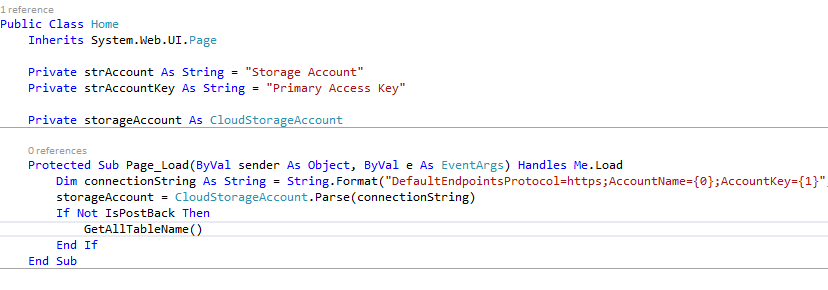 1 reference
Public Class Home
Inherits System.Web.UI.Page
Private strAccount As String = "Storage Account"
Private strAccountKey As String = "Primary Access Key"
Private storageAccount As CloudStorageAccount
0 references
Protected Sub Page_Load(ByVal sender As Object, ByVal e As EventArgs) Handles Me.Load
Dim connectionString As String = String.Format("DefaultEndpointsProtocol=https;AccountName={0};AccountKey={1}",
storageAccount = CloudStorageAccount.Parse(connectionString)
If Not IsPostBack Then
GetAllTableName()
End If
End Sub